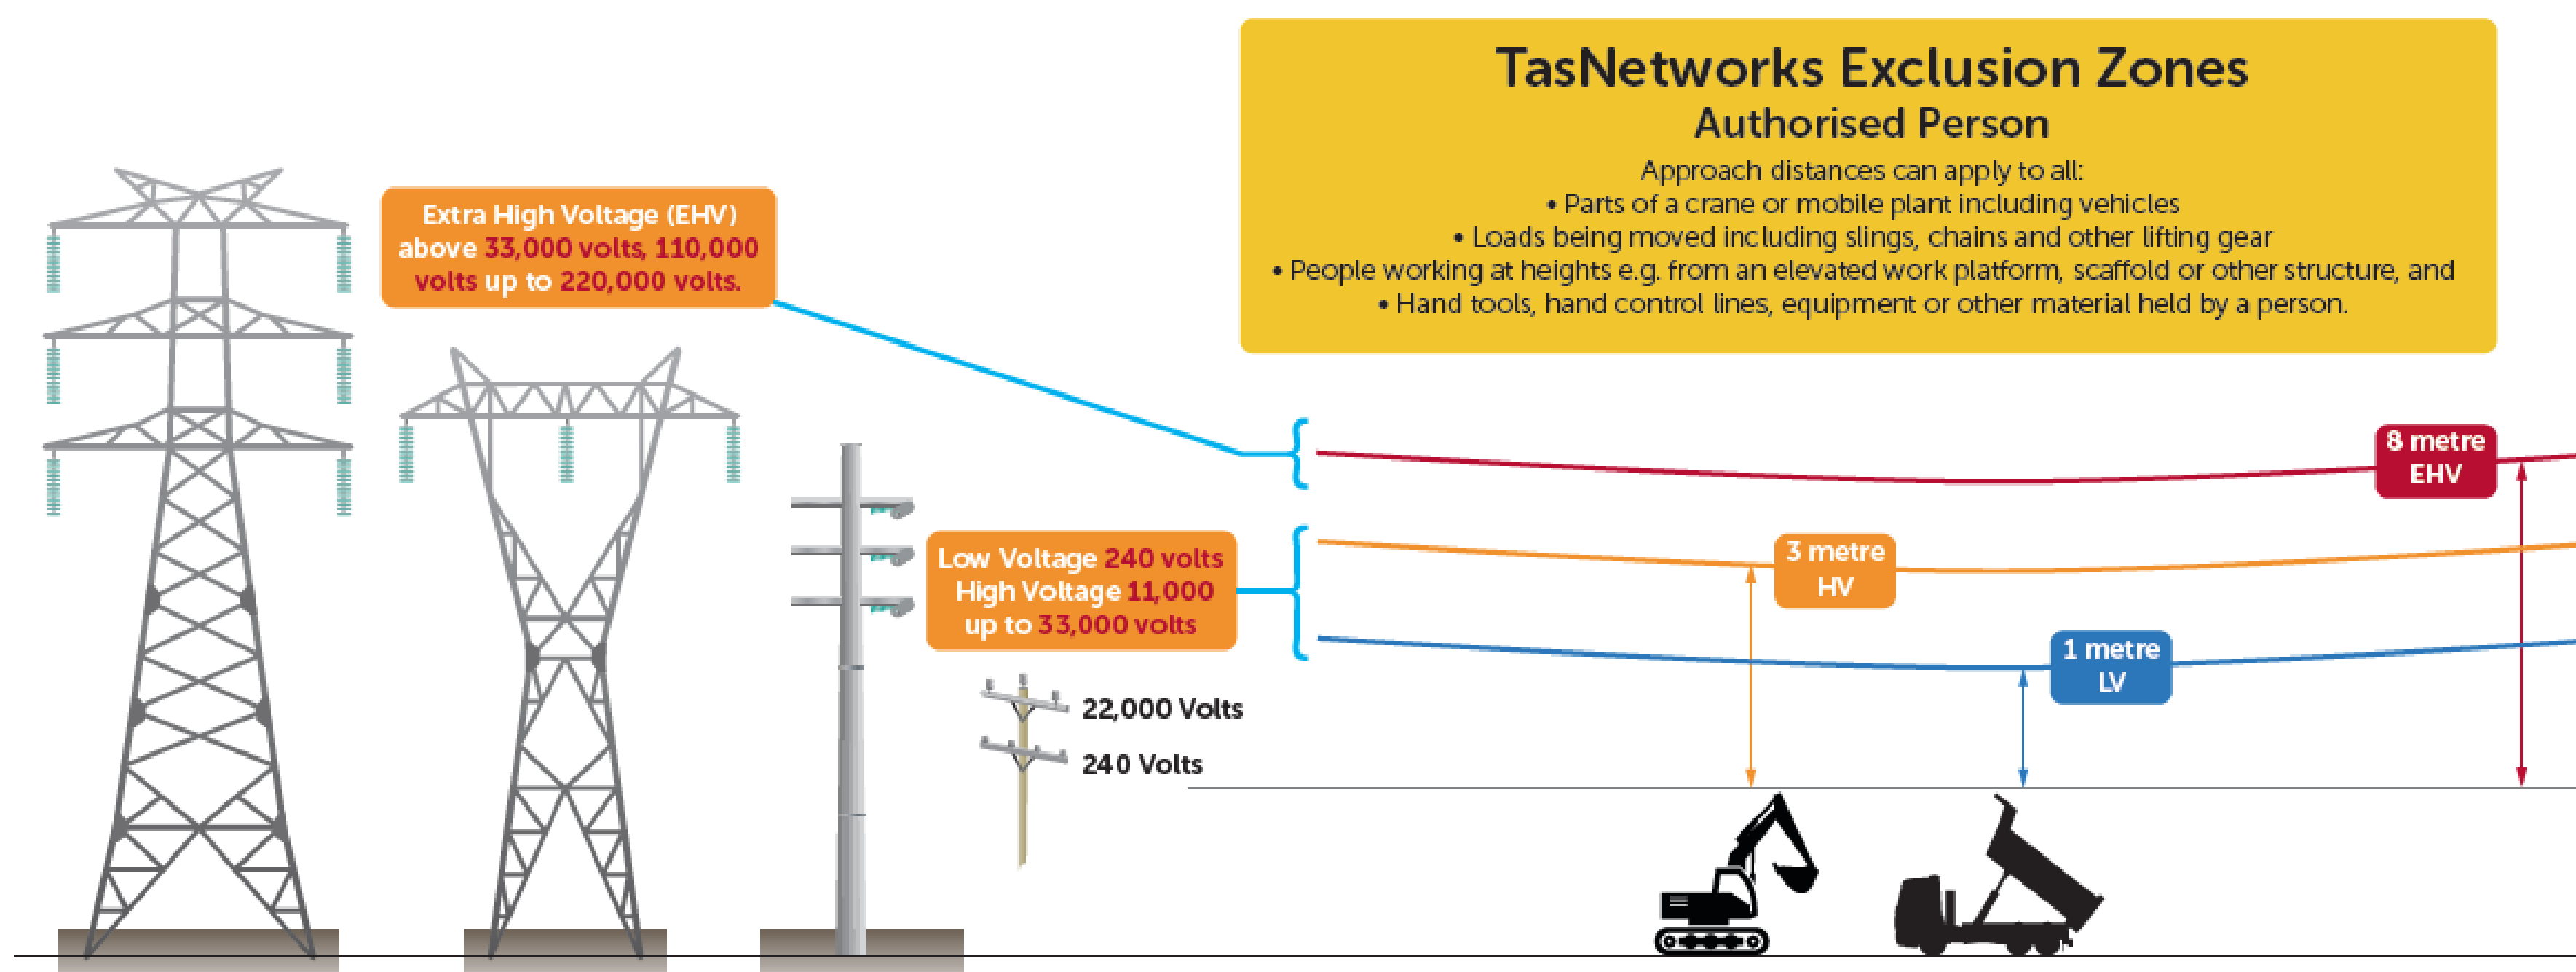 TasNetworks Exclusion Zones
Authorised Person
Approach distances can apply to all:
• Parts of a crane or mobile plant including vehicles
• Loads being moved including slings, chains and other lifting gear
• People working at heights e.g. from an elevated work platform, scaffold or other structure, and
• Hand tools, hand control lines, equipment or other material held by a person.
Extra High Voltage (EHV)
above 33,000 volts, 110,000
volts up to 220,000 volts.
8 metre
EHV
Low Voltage 240 volts
High Voltage 11,000
up to 33,000 volts
3 metre
HV
1 metre
LV
22,000 Volts
240 Volts